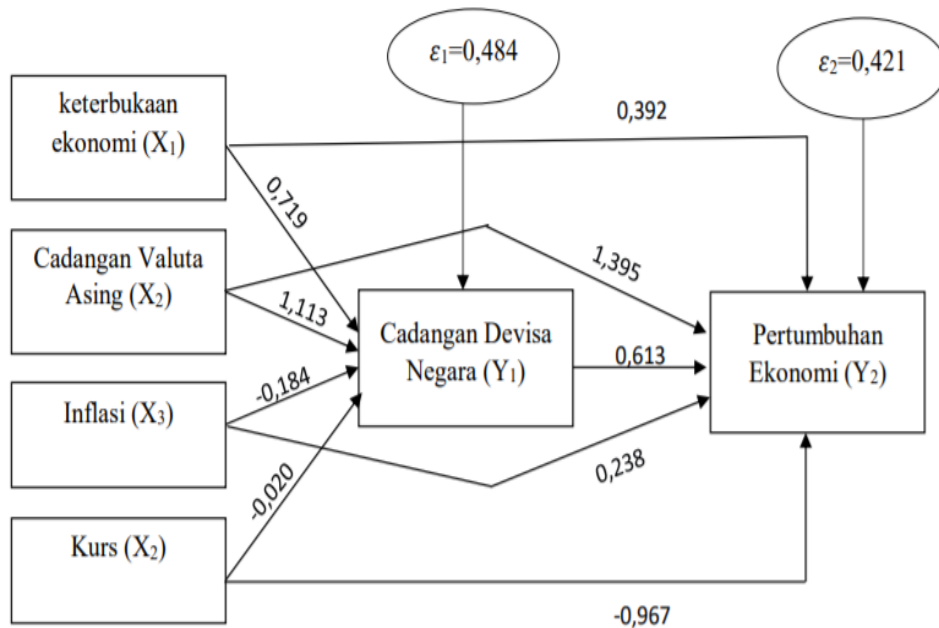 ε₁=0,484
ε₂=0,421
keterbukaan
ekonomi (X₁)
0,392
0,719
Cadangan Valuta
Asing (X₂)
1,395
1,113
Cadangan Devisa
Negara (Y₁)
0,613
Pertumbuhan
Ekonomi (Y₂)
-0,184
Inflasi (X₃)
0,238
-0,020
Kurs (X₂)
-0,967